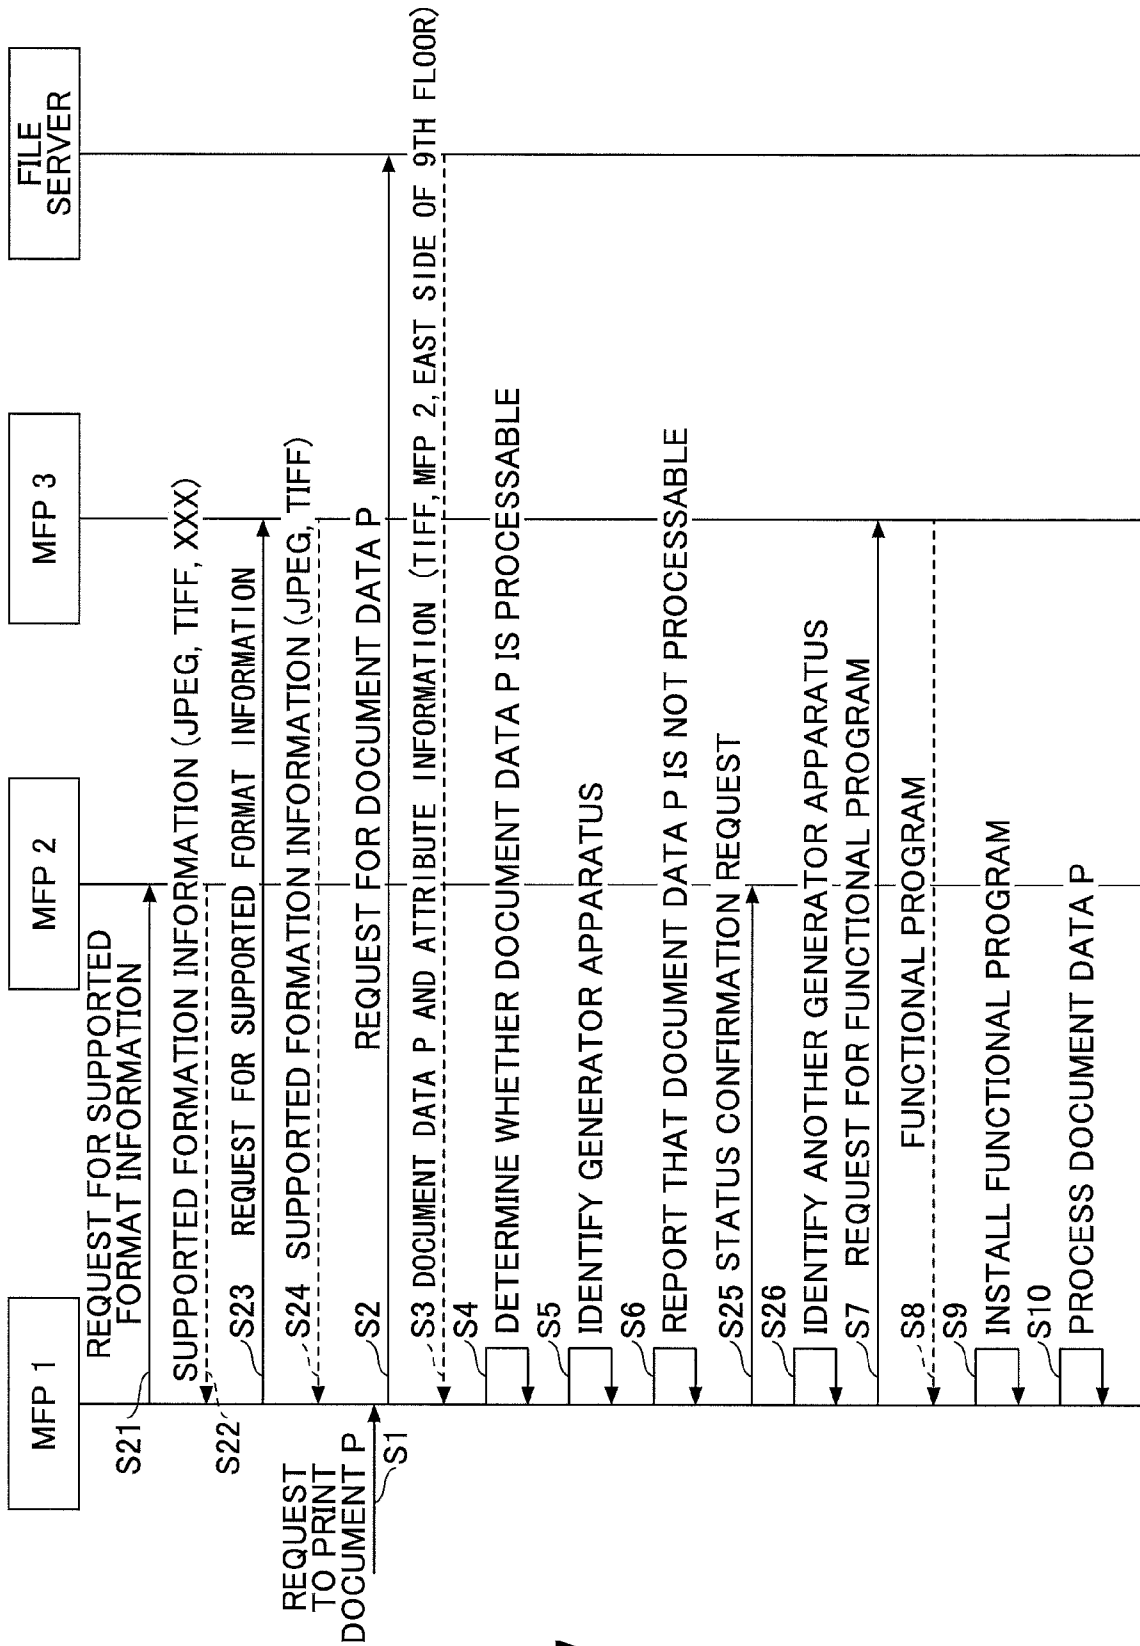 MFP 1
MFP 2
MFP 3
FILE
SERVER
REQUEST FOR SUPPORTED
FORMAT INFORMATION
S21
SUPPORTED FORMATION INFORMATION (JPEG, TIFF, XXX)
S22
S23
REQUEST FOR SUPPORTED FORMAT INFORMATION
S24
SUPPORTED FORMATION INFORMATION (JPEG, TIFF)
REQUEST
TO PRINT
DOCUMENT P
S1
S2
REQUEST FOR DOCUMENT DATA P
S3
DOCUMENT DATA P AND ATTRIBUTE INFORMATION (TIFF, MFP 2, EAST SIDE OF 9TH FLOOR)
S4
DETERMINE WHETHER DOCUMENT DATA P IS PROCESSABLE
S5
IDENTIFY GENERATOR APPARATUS
S6
REPORT THAT DOCUMENT DATA P IS NOT PROCESSABLE
S25 STATUS CONFIRMATION REQUEST
S26
IDENTIFY ANOTHER GENERATOR APPARATUS
S7
REQUEST FOR FUNCTIONAL PROGRAM
S8
FUNCTIONAL PROGRAM
S9
INSTALL FUNCTIONAL PROGRAM
S10
PROCESS DOCUMENT DATA P